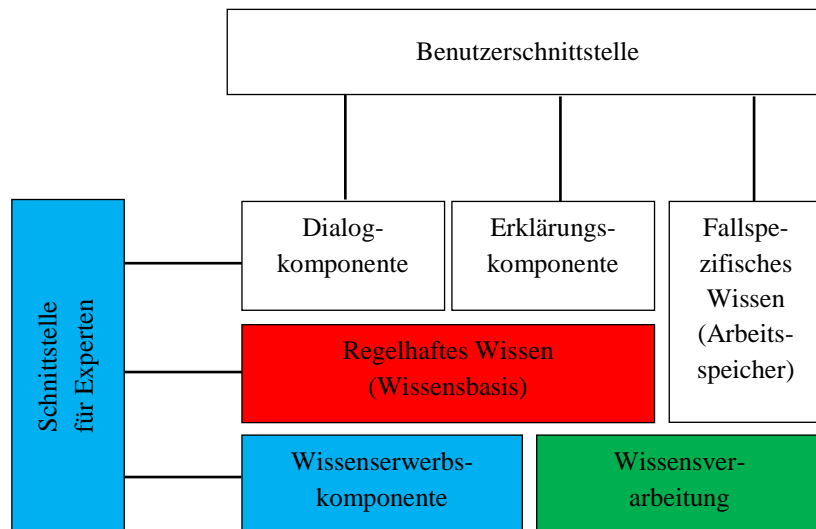 Benutzerschnittstelle
Dialog-
komponente
Erklärungs-
komponente
Fallspe-
zifisches
Wissen
(Arbeits-
speicher)
Schnittstelle
für Experten
Regelhaftes Wissen
(Wissensbasis)
Wissenserwerbs-
komponente
Wissensver-
arbeitung